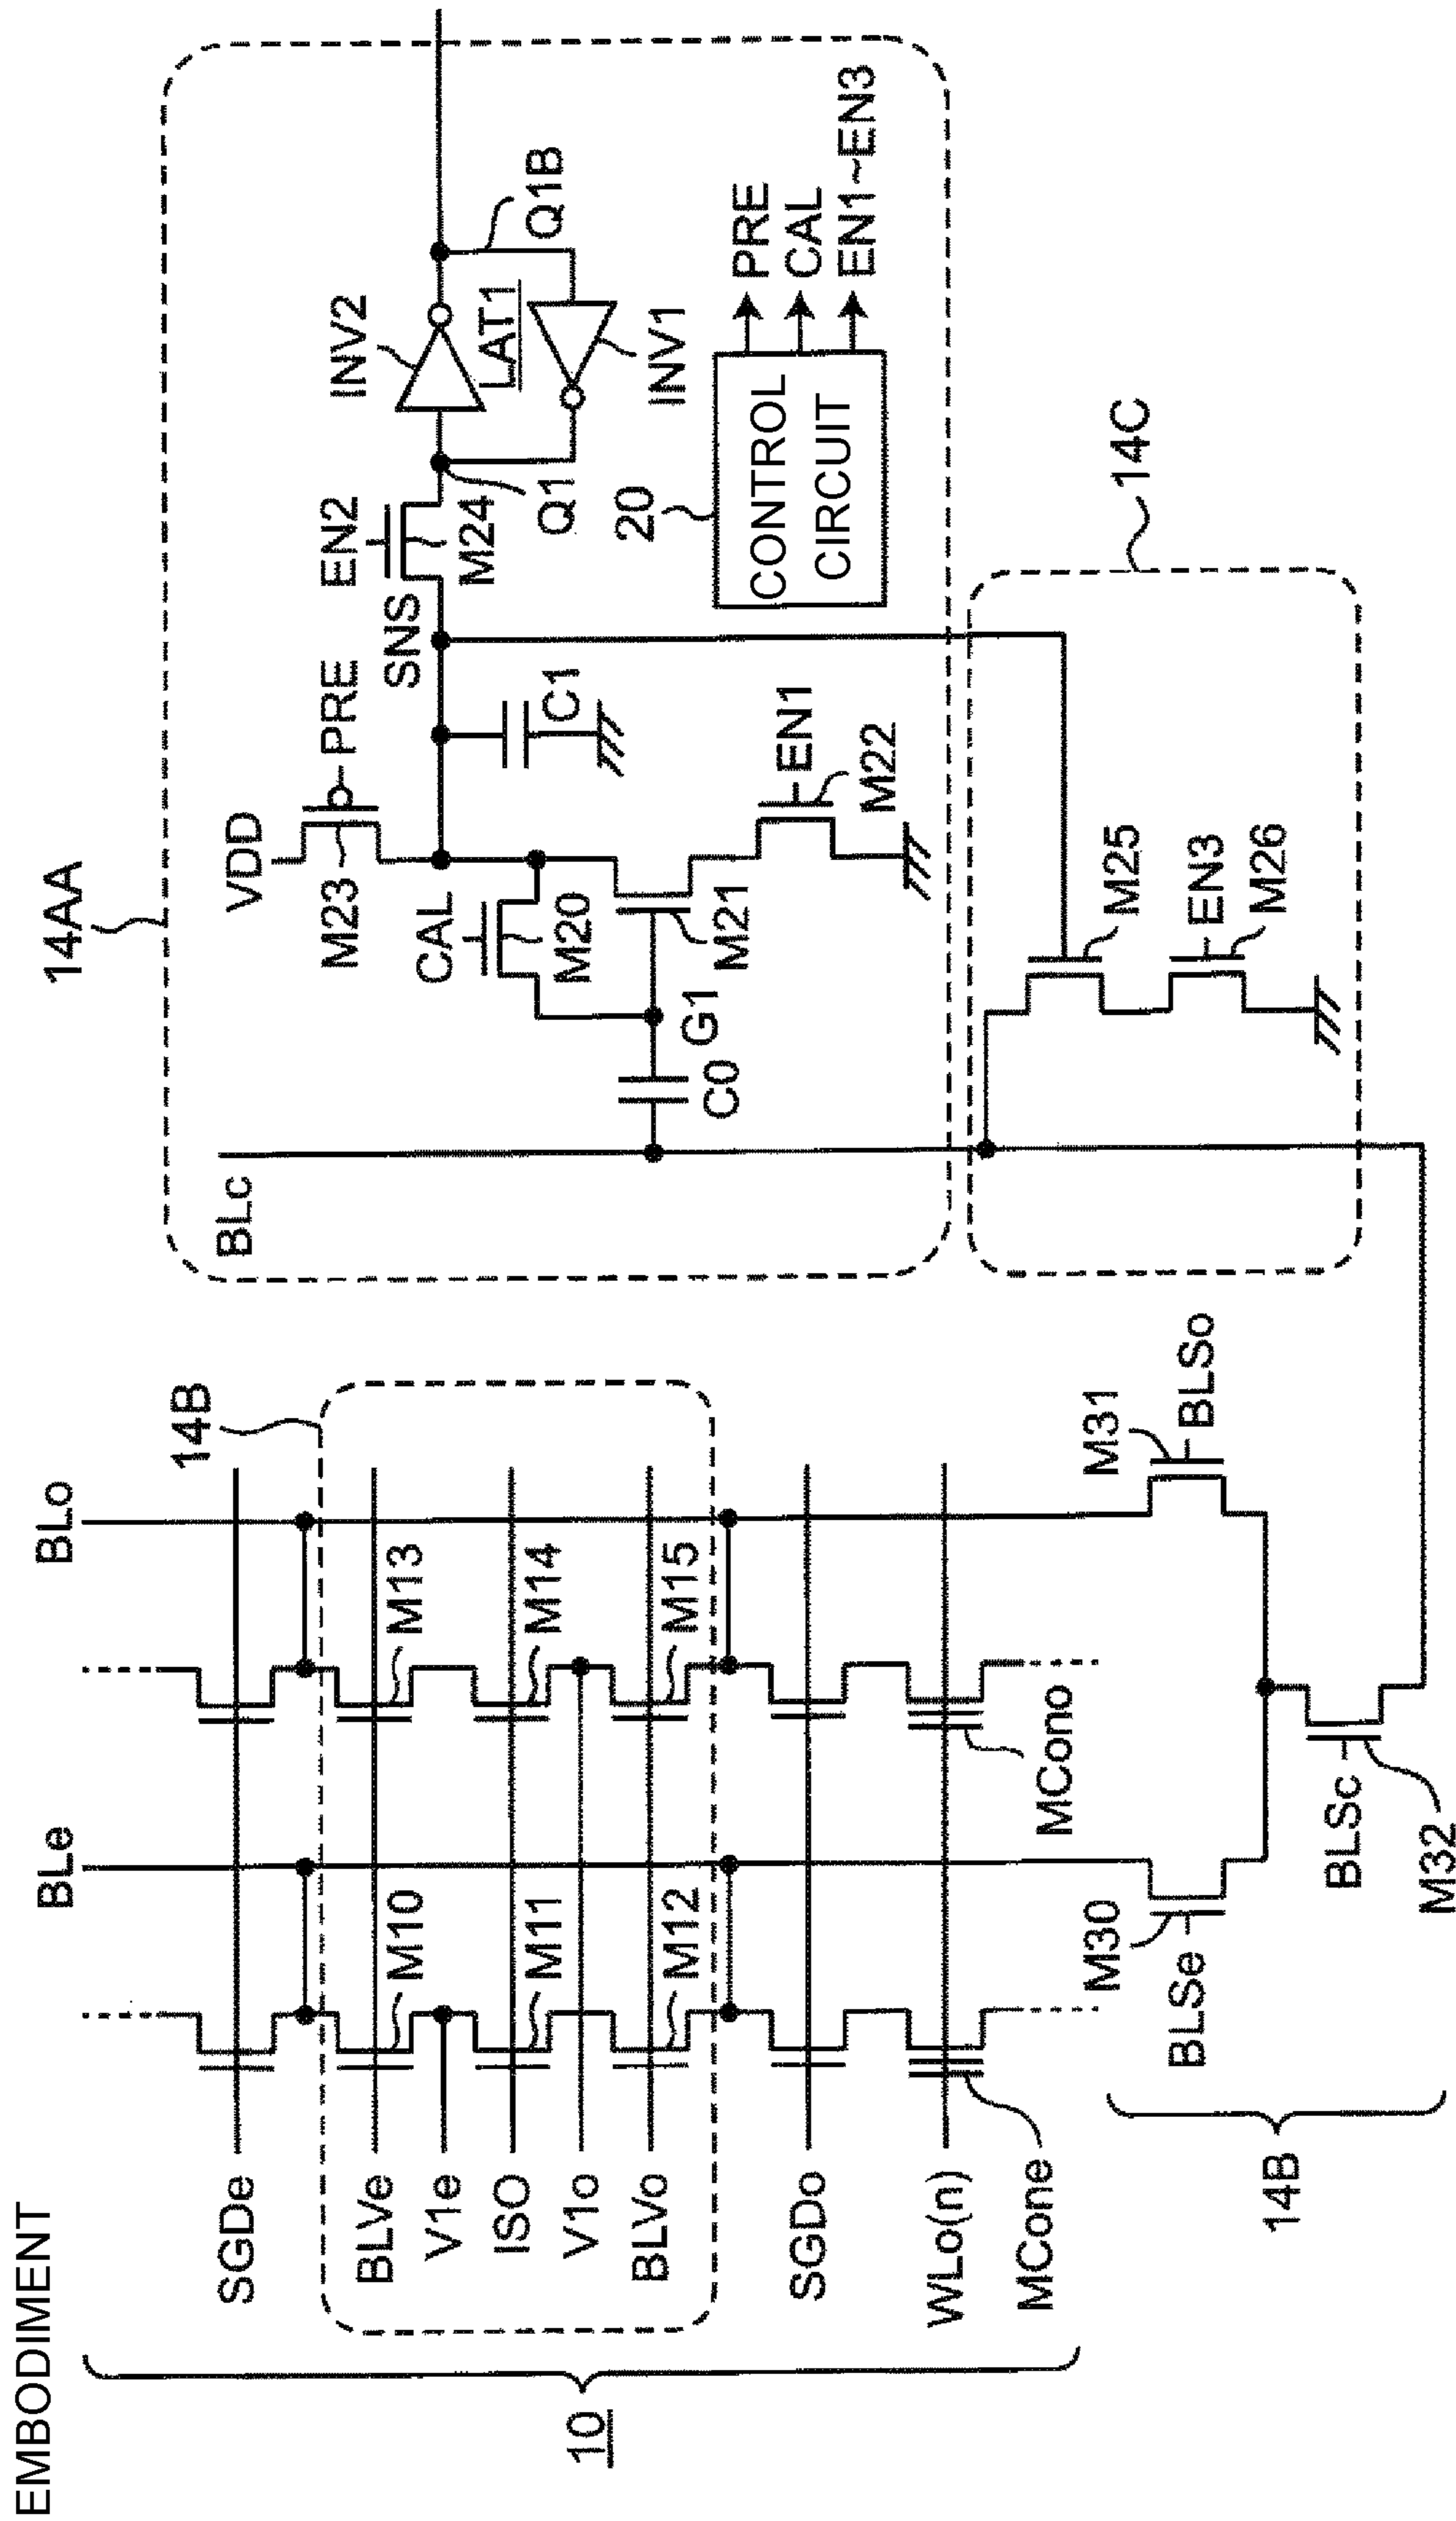 EMBODIMENT
10
SGDe
BLVe
V1e
ISO
V1o
BLVo
SGDo
WLo(n)
MCone
BLe
M10
M11
M12
MCono
BLo
M13
M14
M15
14B
M30
BLSe
M31
BLSo
BLSc
M32
14B
14AA
BLc
C0
G1
CAL
M20
M21
VDD
M23
PRE
SNS
C1
EN1
M22
EN2
M24
Q1
INV2
LAT1
INV1
Q1B
20
CONTROL
CIRCUIT
PRE
CAL
EN1~EN3
14C
M25
EN3
M26